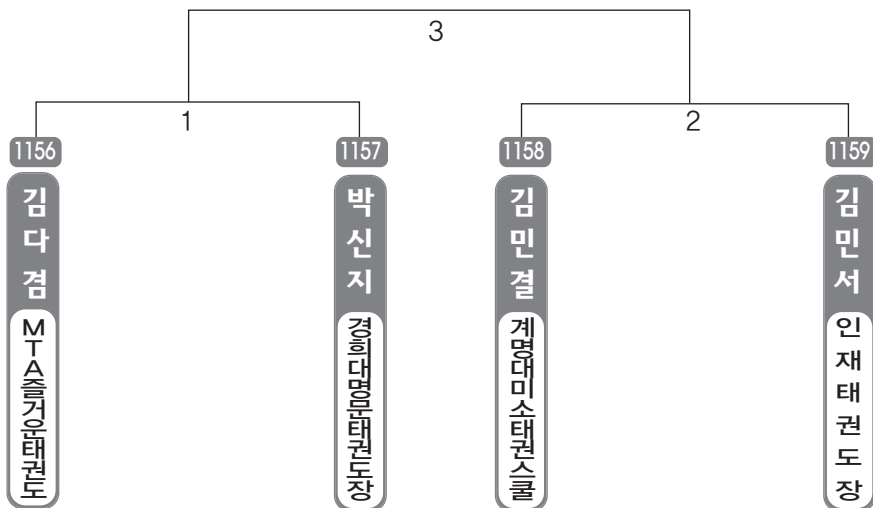 3
1
2
1156
1157
1158
1159
김다겸
박신지
김민결
김민서
MTA즐거운태권도
경희대명문태권도장
계명대미소태권스쿨
인재태권도장